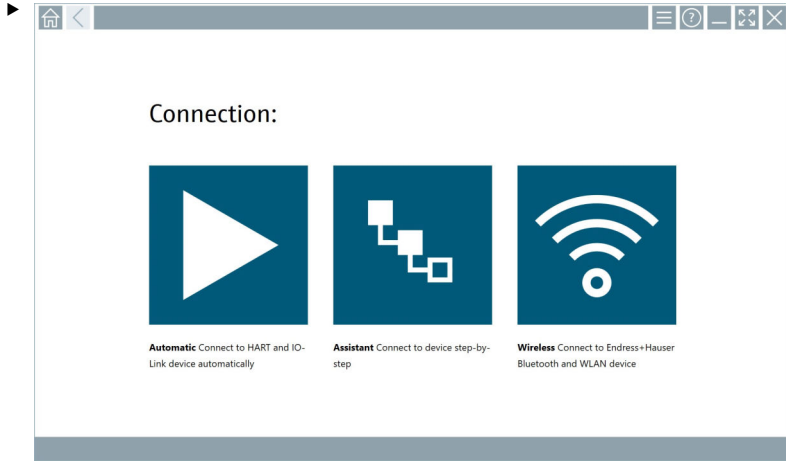 Connection:
Automatic Connect to HART and IO-
Link device automatically
Assistant Connect to device step-by-
step
Wireless Connect to Endress+Hauser
Bluetooth and WLAN device